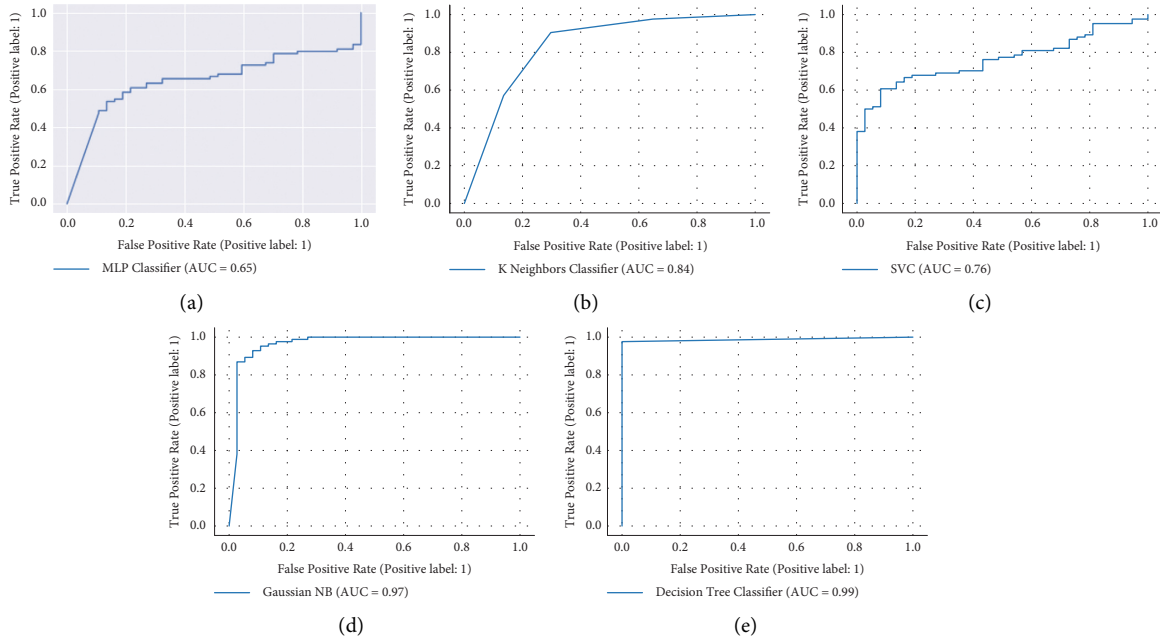 True Positive Rate (Positive label: 1)
1.0
0.8
0.6
0.4
0.2
0.0
0.0 0.2 0.4 0.6 0.8 1.0
False Positive Rate (Positive label: 1)
MLP Classifier (AUC = 0.65)
(a)
True Positive Rate (Positive label: 1)
1.0
0.8
0.6
0.4
0.2
0.0
0.0 0.2 0.4 0.6 0.8 1.0
False Positive Rate (Positive label: 1)
K Neighbors Classifier (AUC = 0.84)
(b)
True Positive Rate (Positive label: 1)
1.0
0.8
0.6
0.4
0.2
0.0
0.0 0.2 0.4 0.6 0.8 1.0
False Positive Rate (Positive label: 1)
SVC (AUC = 0.76)
(c)
True Positive Rate (Positive label: 1)
1.0
0.8
0.6
0.4
0.2
0.0
0.0 0.2 0.4 0.6 0.8 1.0
False Positive Rate (Positive label: 1)
Gaussian NB (AUC = 0.97)
(d)
True Positive Rate (Positive label: 1)
1.0
0.8
0.6
0.4
0.2
0.0
0.0 0.2 0.4 0.6 0.8 1.0
False Positive Rate (Positive label: 1)
Decision Tree Classifier (AUC = 0.99)
(e)